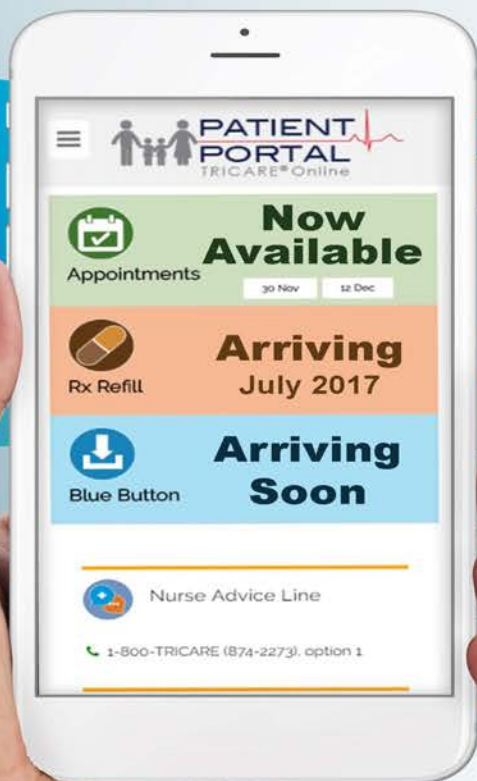 PATIENT
PORTAL
TRICARE® Online
Now
Available
Appointments
30 Nov 12 Dec
Arriving
July 2017
Rx Refill
Arriving
Soon
Blue Button
Nurse Advice Line
1-800-TRICARE (874-2273). option 1